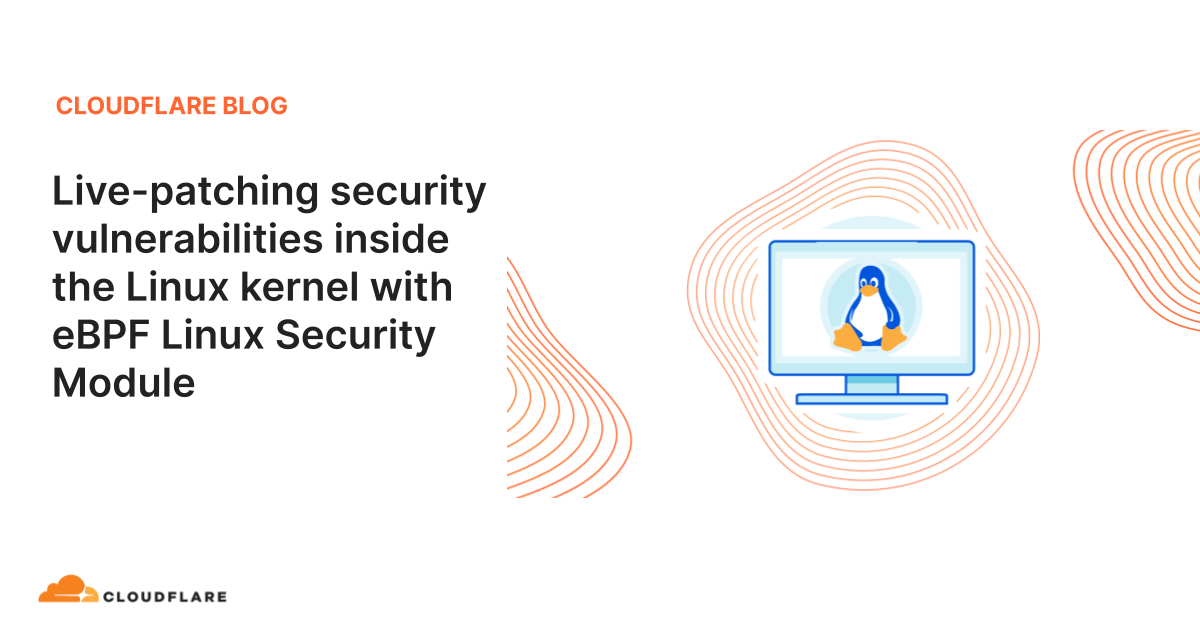 CLOUDFLARE BLOG
Live-patching security
vulnerabilities inside
the Linux kernel with
eBPF Linux Security
Module
CLOUDFLARE